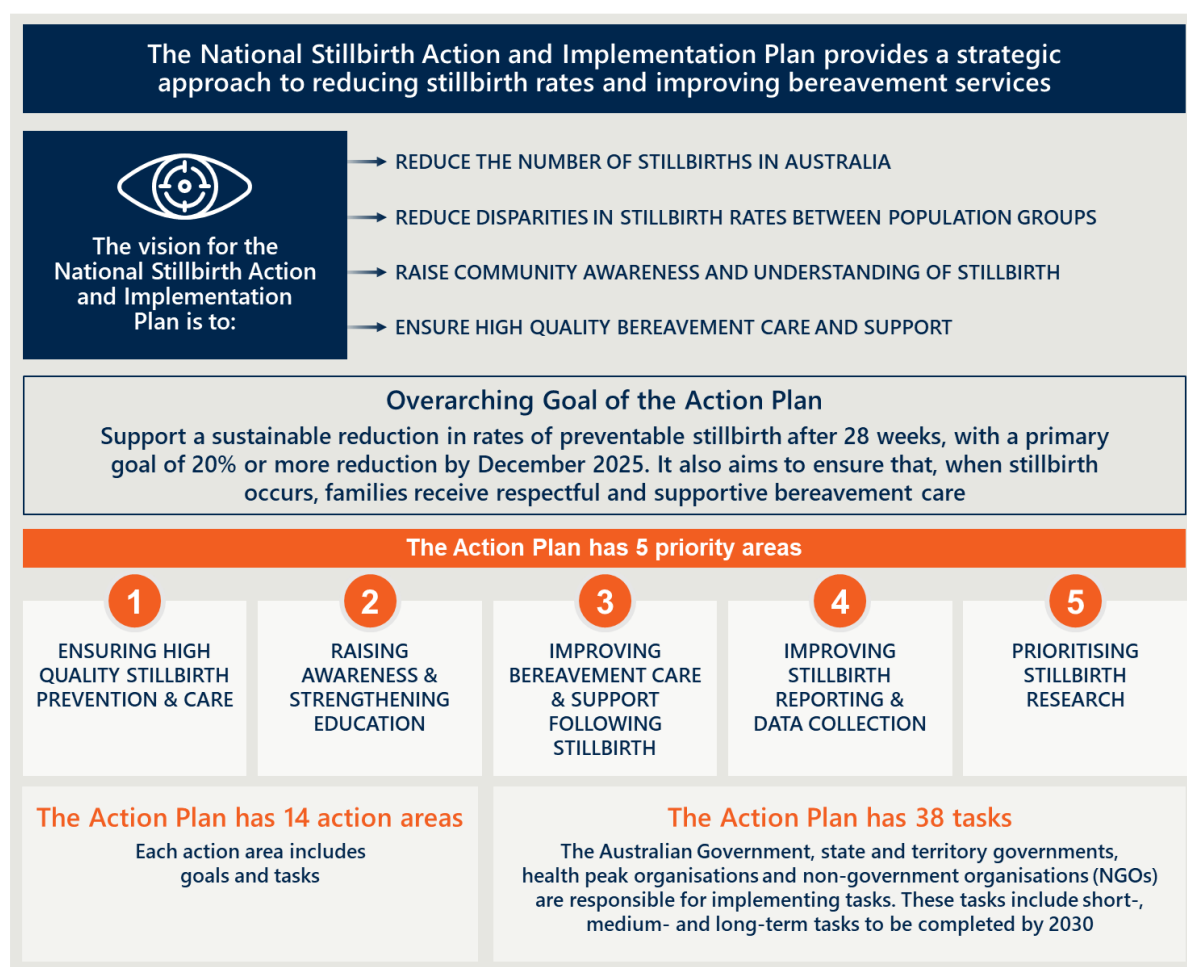 The National Stillbirth Action and Implementation Plan provides a strategic
approach to reducing stillbirth rates and improving bereavement services
The vision for the
National Stillbirth Action
and Implementation
Plan is to:
REDUCE THE NUMBER OF STILLBIRTHS IN AUSTRALIA
REDUCE DISPARITIES IN STILLBIRTH RATES BETWEEN POPULATION GROUPS
RAISE COMMUNITY AWARENESS AND UNDERSTANDING OF STILLBIRTH
ENSURE HIGH QUALITY BEREAVEMENT CARE AND SUPPORT
Overarching Goal of the Action Plan
Support a sustainable reduction in rates of preventable stillbirth after 28 weeks, with a primary
goal of 20% or more reduction by December 2025. It also aims to ensure that, when stillbirth
occurs, families receive respectful and supportive bereavement care
The Action Plan has 5 priority areas
1
ENSURING HIGH
QUALITY STILLBIRTH
PREVENTION & CARE
2
RAISING
AWARENESS &
STRENGTHENING
EDUCATION
3
IMPROVING
BEREAVEMENT CARE
& SUPPORT
FOLLOWING
STILLBIRTH
4
IMPROVING
STILLBIRTH
REPORTING &
DATA COLLECTION
5
PRIORITISING
STILLBIRTH
RESEARCH
The Action Plan has 14 action areas
Each action area includes
goals and tasks
The Action Plan has 38 tasks
The Australian Government, state and territory governments,
health peak organisations and non-government organisations (NGOs)
are responsible for implementing tasks. These tasks include short-,
medium- and long-term tasks to be completed by 2030